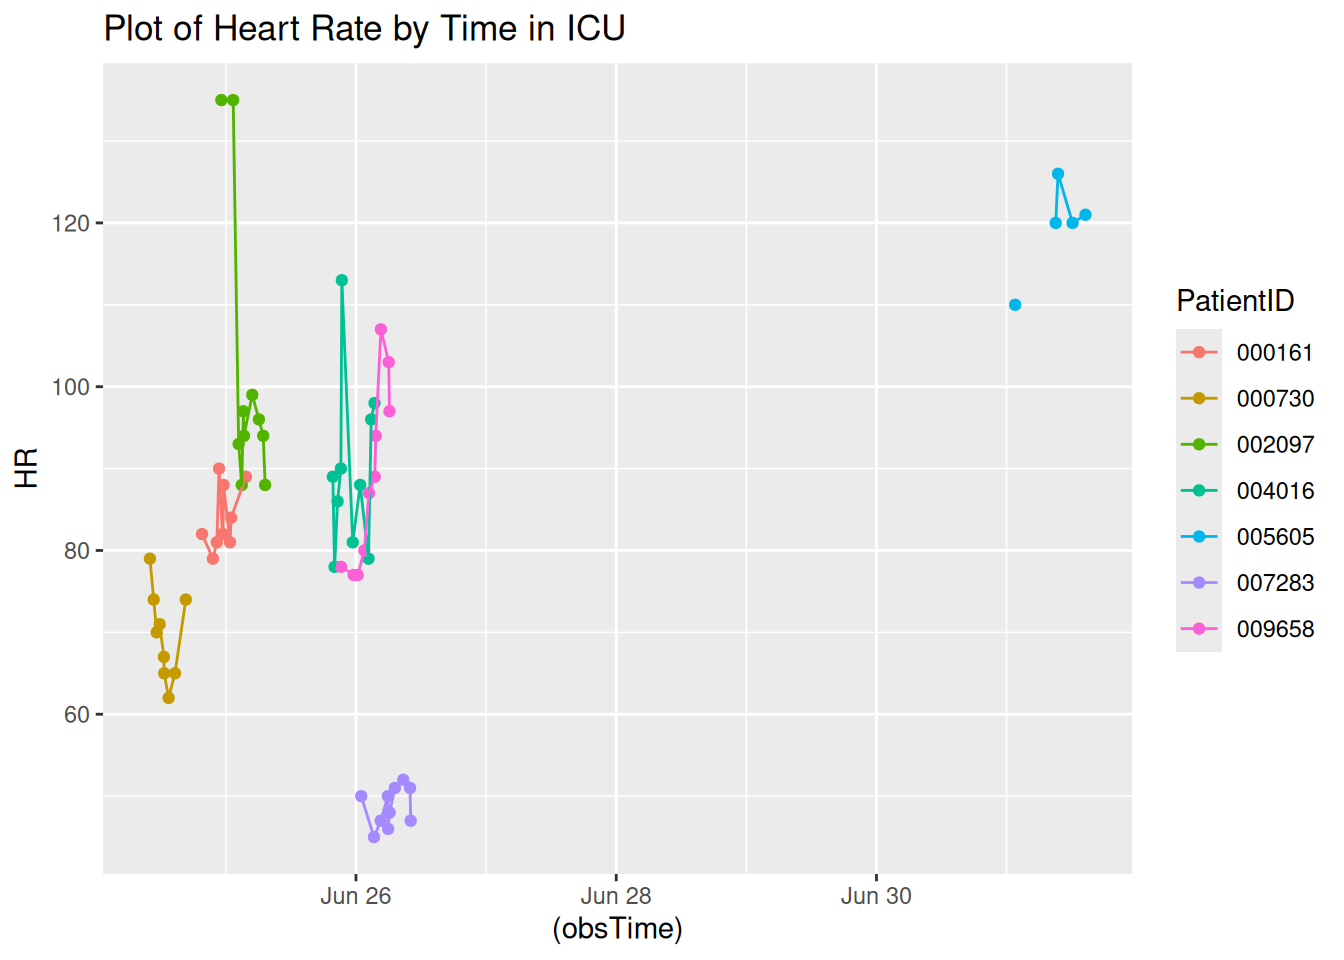 Plot of Heart Rate by Time in ICU
HR
120
100
80
60
Jun 26
Jun 28
Jun 30
(obsTime)
PatientID
000161
000730
002097
004016
005605
007283
009658